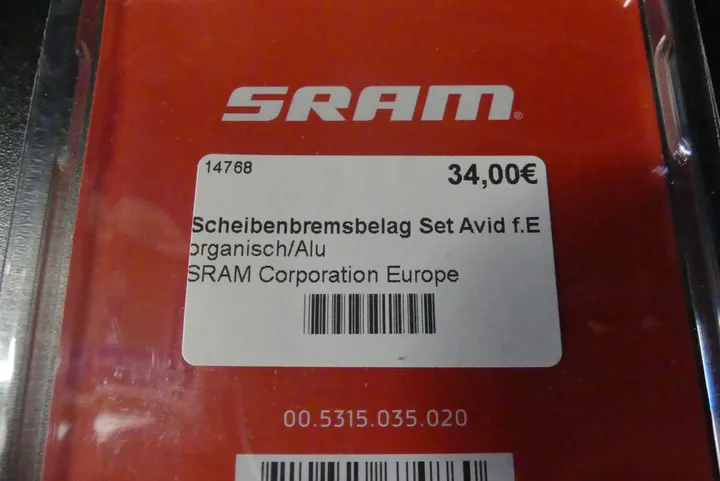 SRAM®
14768
34,00€
Scheibenbremsbelag Set Avid f.E
organisch/Alu
SRAM Corporation Europe
00.5315.035.020